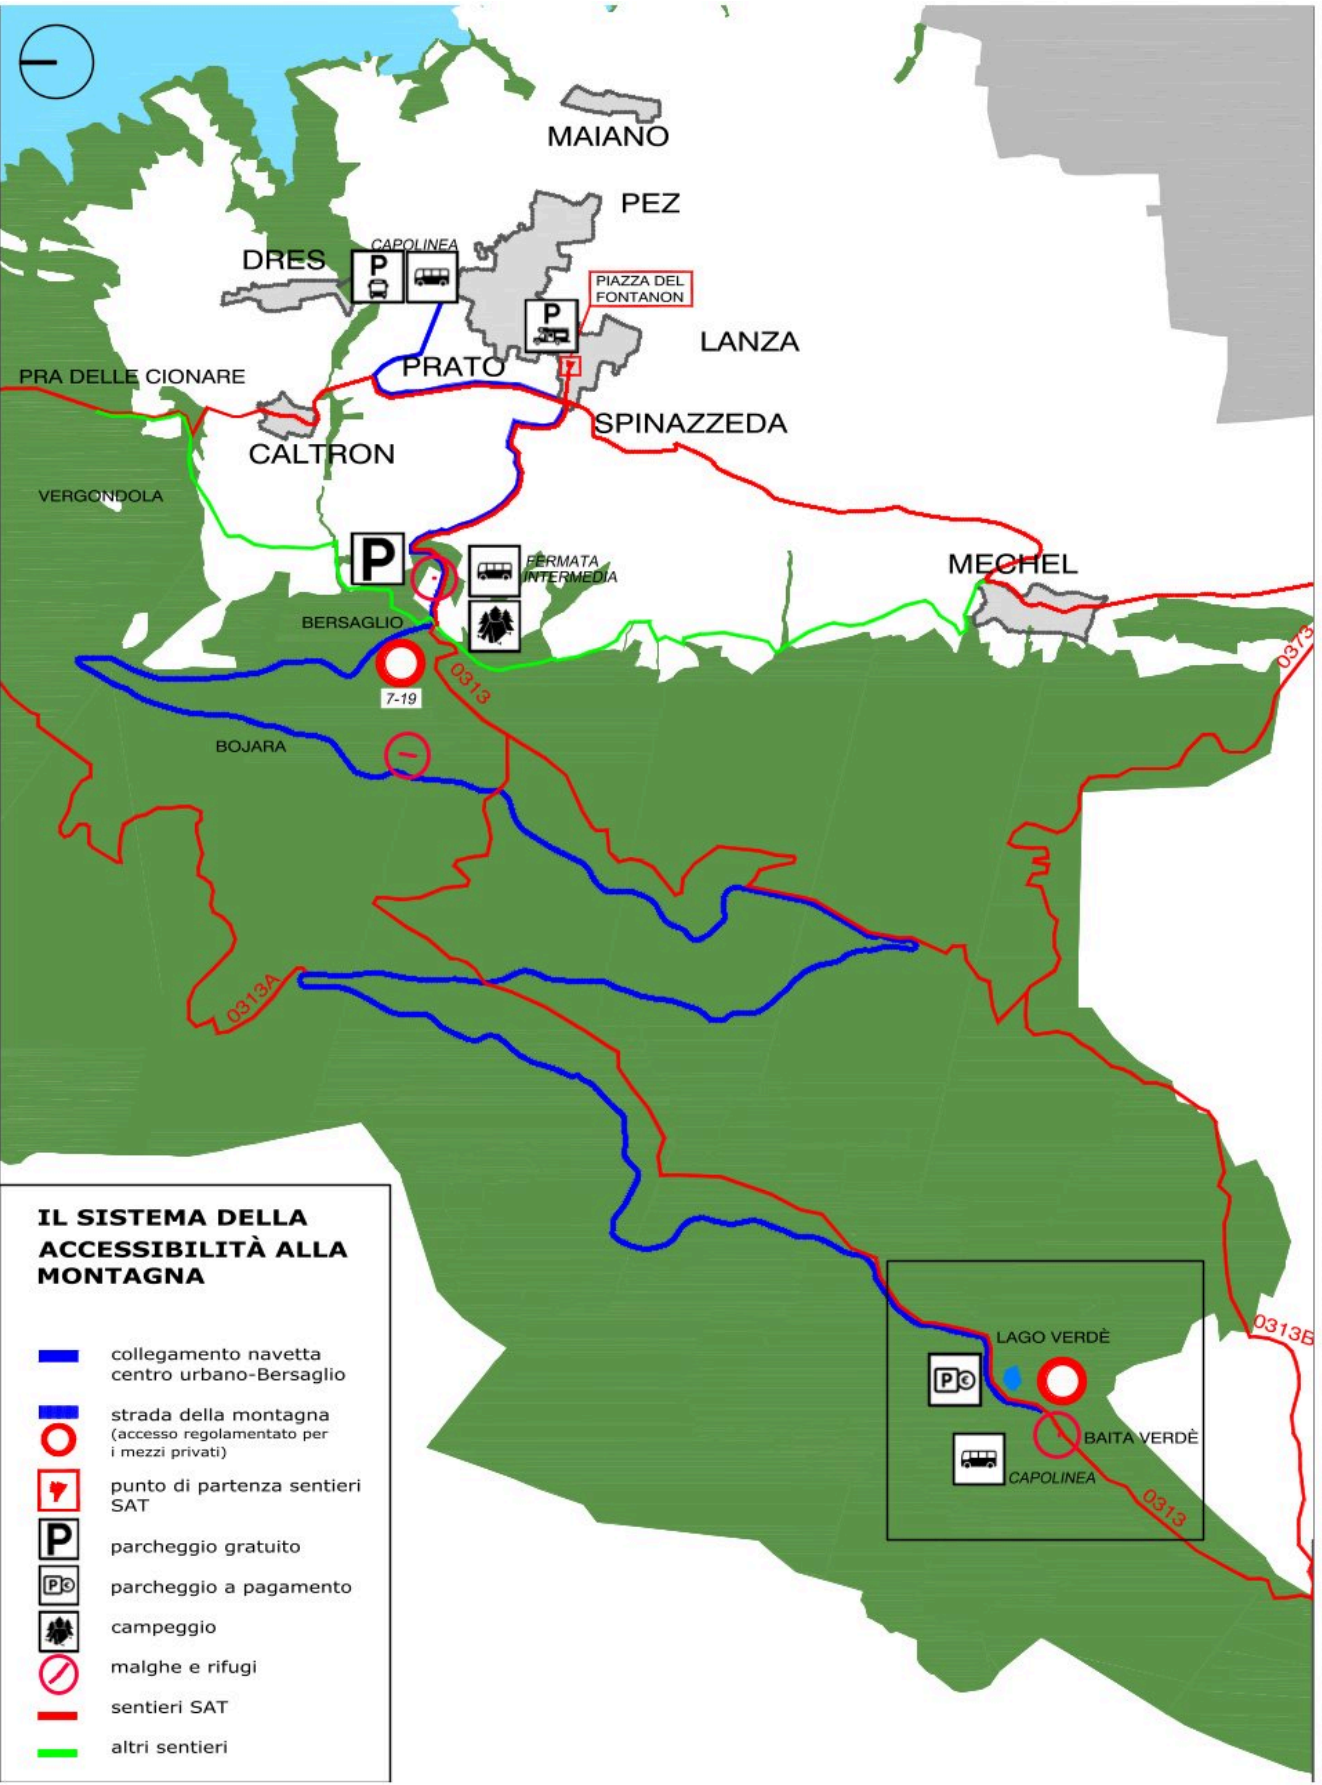 MAIANO
PEZ
CAPOLINEA
DRES
P
PIAZZA DEL
FONTANON
P
LANZA
PRATO
PRA DELLE CIONARE
SPINAZZEDA
CALTRON
VERGONDOLA
P
FERMATA
INTERMEDIA
MECHEL
BERSAGLIO
0313
7-19
0373
BOJARA
0313A
IL SISTEMA DELLA
ACCESSIBILITÀ ALLA
MONTAGNA
collegamento navetta
centro urbano-Bersaglio
strada della montagna
(accesso regolamentato per
i mezzi privati)
punto di partenza sentieri
SAT
P
parcheggio gratuito
P€
parcheggio a pagamento
campeggio
malghe e rifugi
sentieri SAT
altri sentieri
0313B
LAGO VERDÈ
P€
BAITA VERDÈ
CAPOLINEA
0313